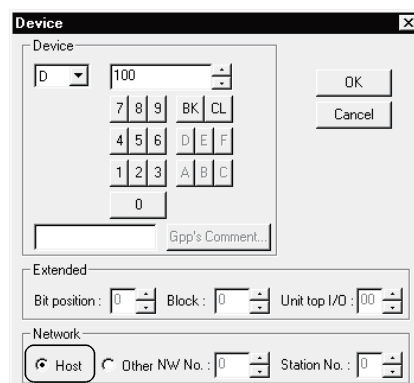 Device
Device
D 100
OK
7 8 9 BK CL
Cancel
4 5 6 D E F
1 2 3 A B C
0
Gpp's Comment...
Extended
Bit position : 0 Block : 0 Unit top I/O : 00
Network
Host Other NW No. : 0 Station No. : 0